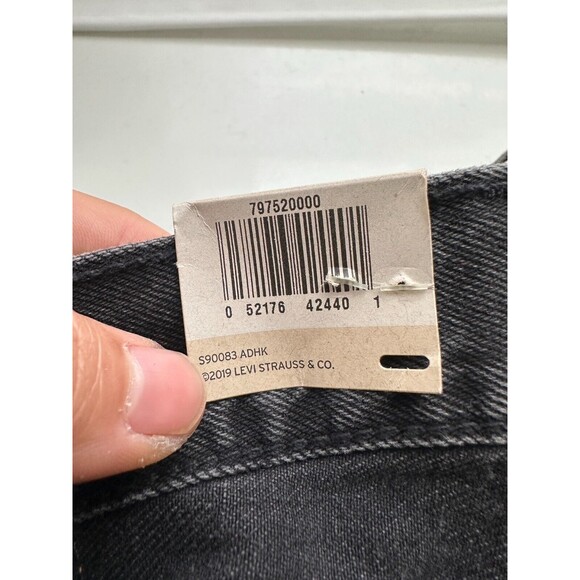 797520000
0 52176 42440 1
S90083 ADHK
©2019 LEVI STRAUSS & CO.